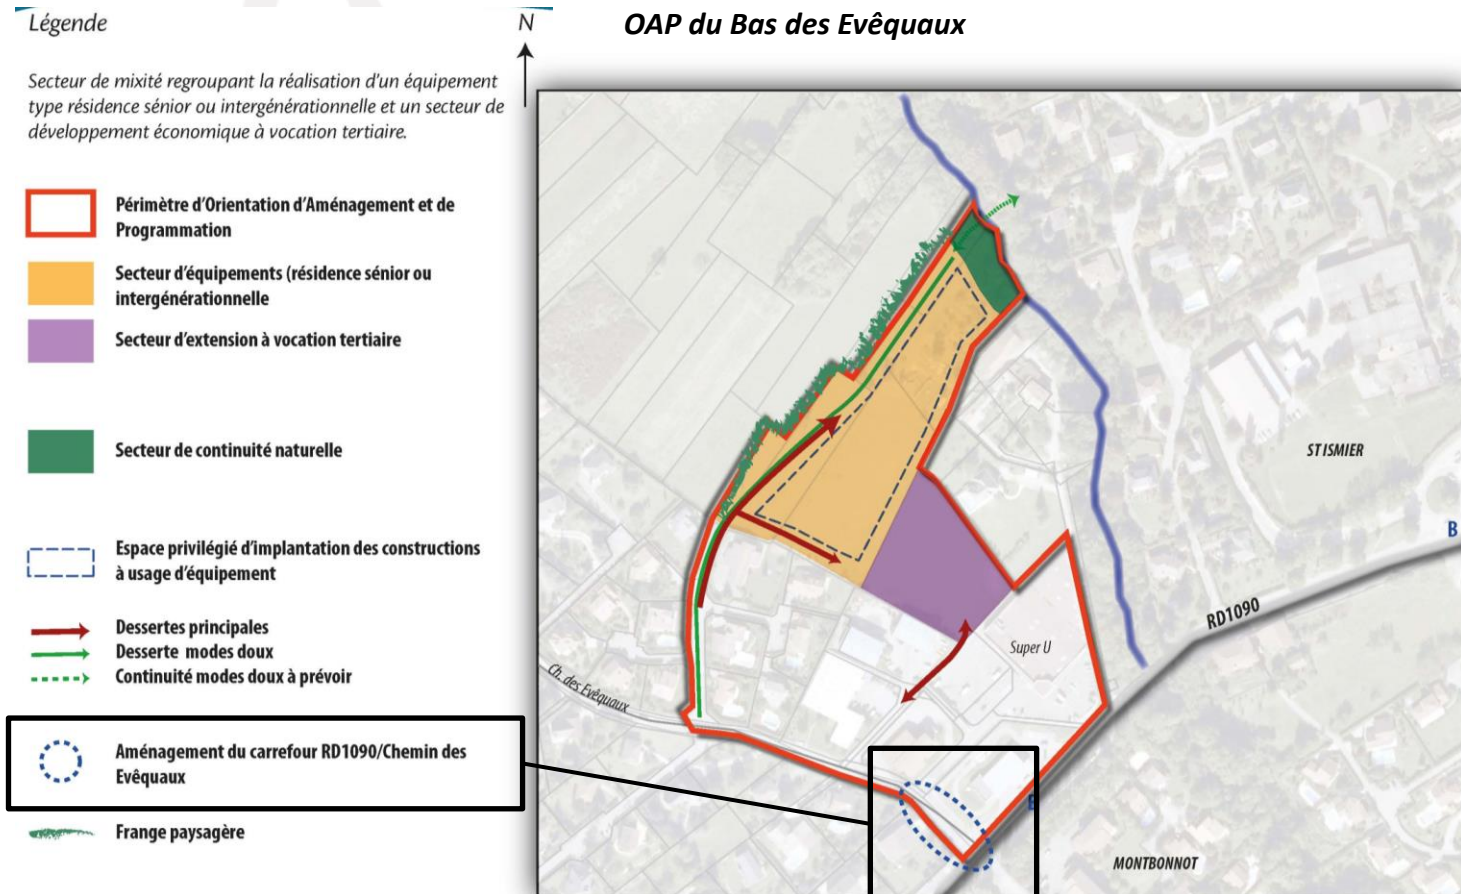 Légende
N
OAP du Bas des Evêquaux
Secteur de mixité regroupant la réalisation d'un équipement
type résidence sénior ou intergénérationnelle et un secteur de
développement économique à vocation tertiaire.
Périmètre d'Orientation d'Aménagement et de
Programmation
Secteur d'équipements (résidence sénior ou
intergénérationnelle
Secteur d'extension à vocation tertiaire
Secteur de continuité naturelle
Espace privilégié d'implantation des constructions
à usage d'équipement
Dessertes principales
Desserte modes doux
Continuité modes doux à prévoir
Aménagement du carrefour RD1090/Chemin des
Evêquaux
Frange paysagère
ST ISMIER
B
RD1090
Super U
Ch. des Evêquaux
MONTBONNOT